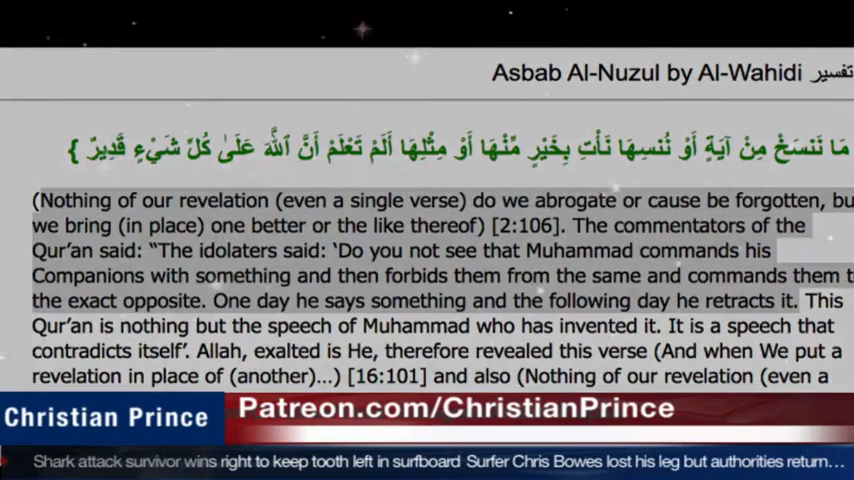 Asbab Al-Nuzul by Al-Wahidi تفسير
مَا نَنسَخْ مِنْ آيَةٍ أَوْ نُنسِهَا نَأْتِ بِخَيْرٍ مِّنْهَا أَوْ مِثْلِهَا أَلَمْ تَعْلَمْ أَنَّ ٱللَّهَ عَلَىٰ كُلِّ شَيْءٍ قَدِيرٌ }
(Nothing of our revelation (even a single verse) do we abrogate or cause be forgotten, bu
we bring (in place) one better or the like thereof) [2:106]. The commentators of the
Qur'an said: "The idolaters said: 'Do you not see that Muhammad commands his
Companions with something and then forbids them from the same and commands them t
the exact opposite. One day he says something and the following day he retracts it. This
Qur'an is nothing but the speech of Muhammad who has invented it. It is a speech that
contradicts itself'. Allah, exalted is He, therefore revealed this verse (And when We put a
revelation in place of (another)...) [16:101] and also (Nothing of our revelation (even a
Christian Prince
Patreon.com/ChristianPrince
Shark attack survivor wins right to keep tooth left in surfboard Surfer Chris Bowes lost his leg but authorities return...